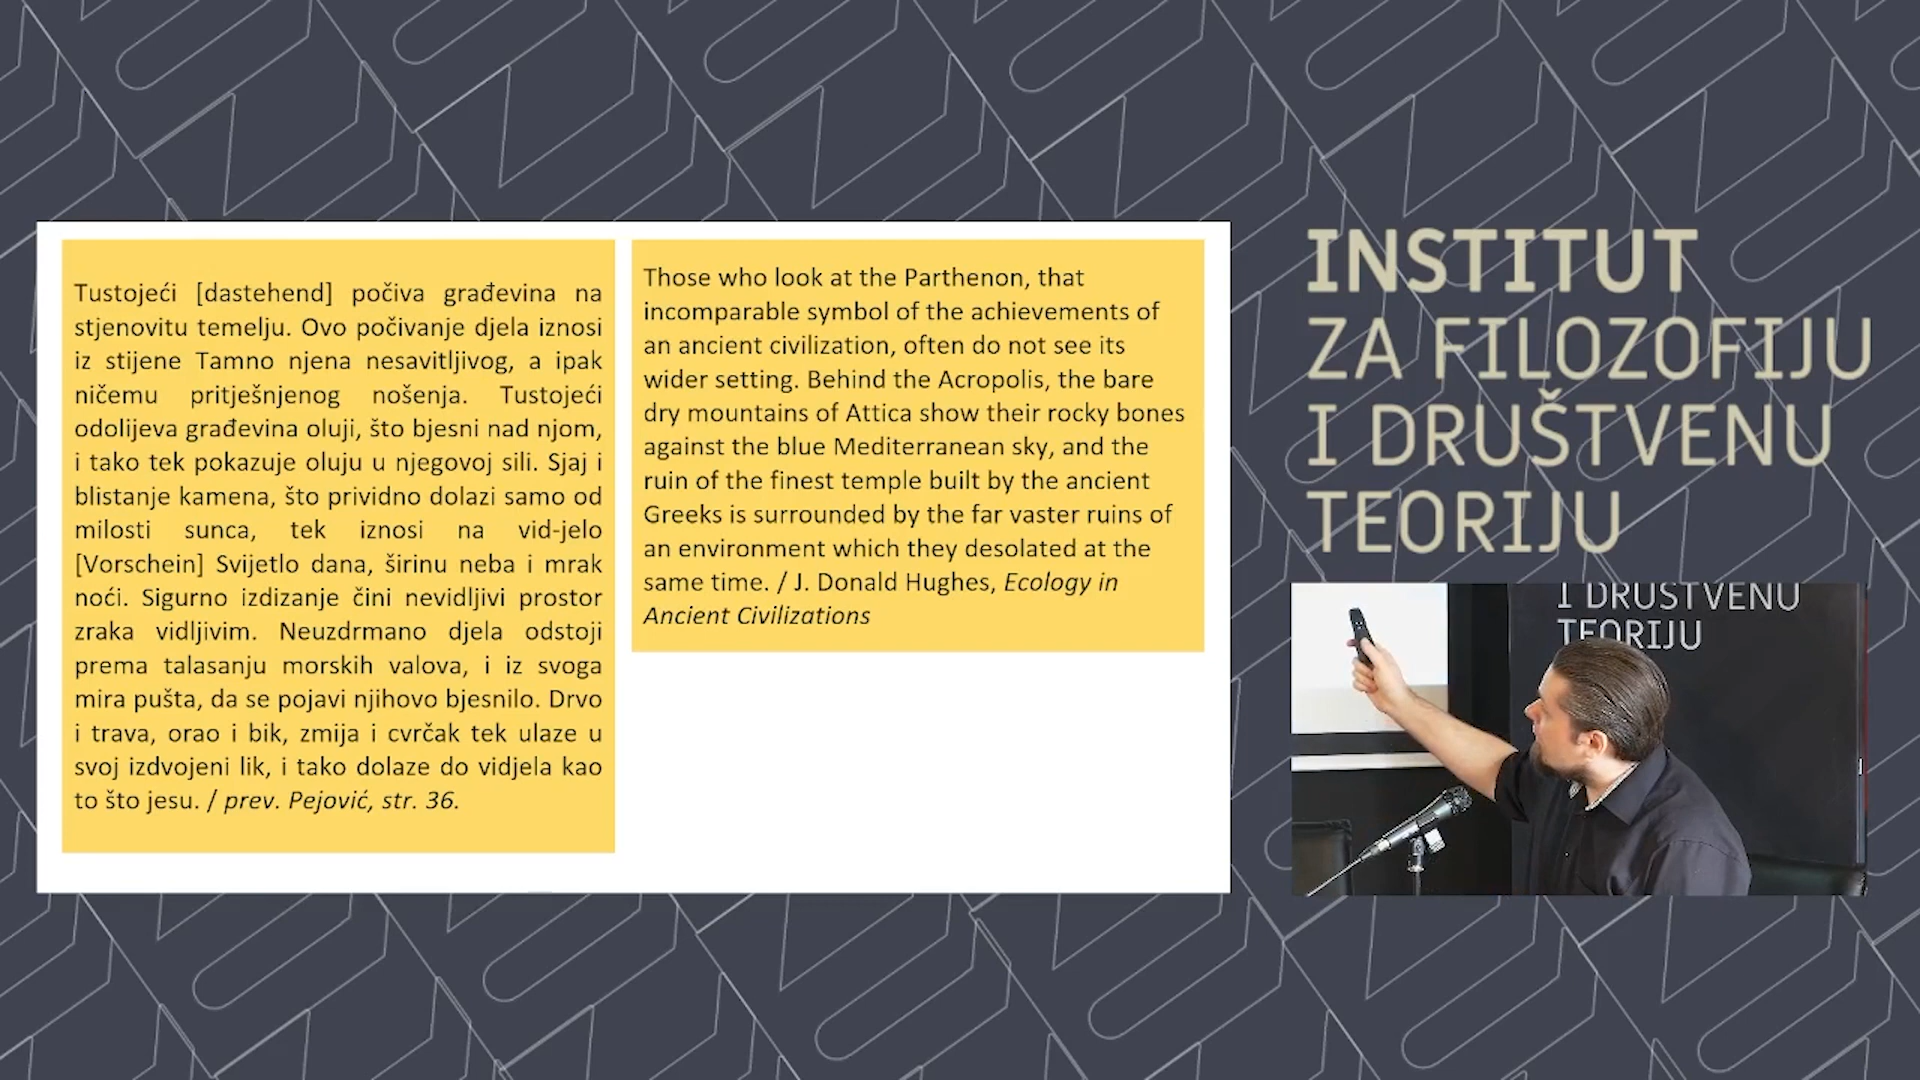 Tustojeći [dastehend] počiva građevina na
stjenovitu temelju. Ovo počivanje djela iznosi
iz stijene Tamno njena nesavitljivog, a ipak
ničemu pritješnjenog nošenja. Tustojeći
odolijeva građevina oluji, što bjesni nad njom,
i tako tek pokazuje oluju u njegovoj sili. Sjaj i
blistanje kamena, što prividno dolazi samo od
milosti sunca, tek iznosi na vid-jelo
[Vorschein] Svijetlo dana, širinu neba i mrak
noći. Sigurno izdizanje čini nevidljivi prostor
zraka vidljivim. Neuzdrmano djela odstoji
prema talasanju morskih valova, i iz svoga
mira pušta, da se pojavi njihovo bjesnilo. Drvo
i trava, orao i bik, zmija i cvrčak tek ulaze u
svoj izdvojeni lik, i tako dolaze do vidjela kao
to što jesu. / prev. Pejović, str. 36.
Those who look at the Parthenon, that
incomparable symbol of the achievements of
an ancient civilization, often do not see its
wider setting. Behind the Acropolis, the bare
dry mountains of Attica show their rocky bones
against the blue Mediterranean sky, and the
ruin of the finest temple built by the ancient
Greeks is surrounded by the far vaster ruins of
an environment which they desolated at the
same time. / J. Donald Hughes, Ecology in
Ancient Civilizations
INSTITUT
ZA FILOZOFIJU
I DRUŠTVENU
TEORIJU
I DRUŠTVENU
TEORIJU